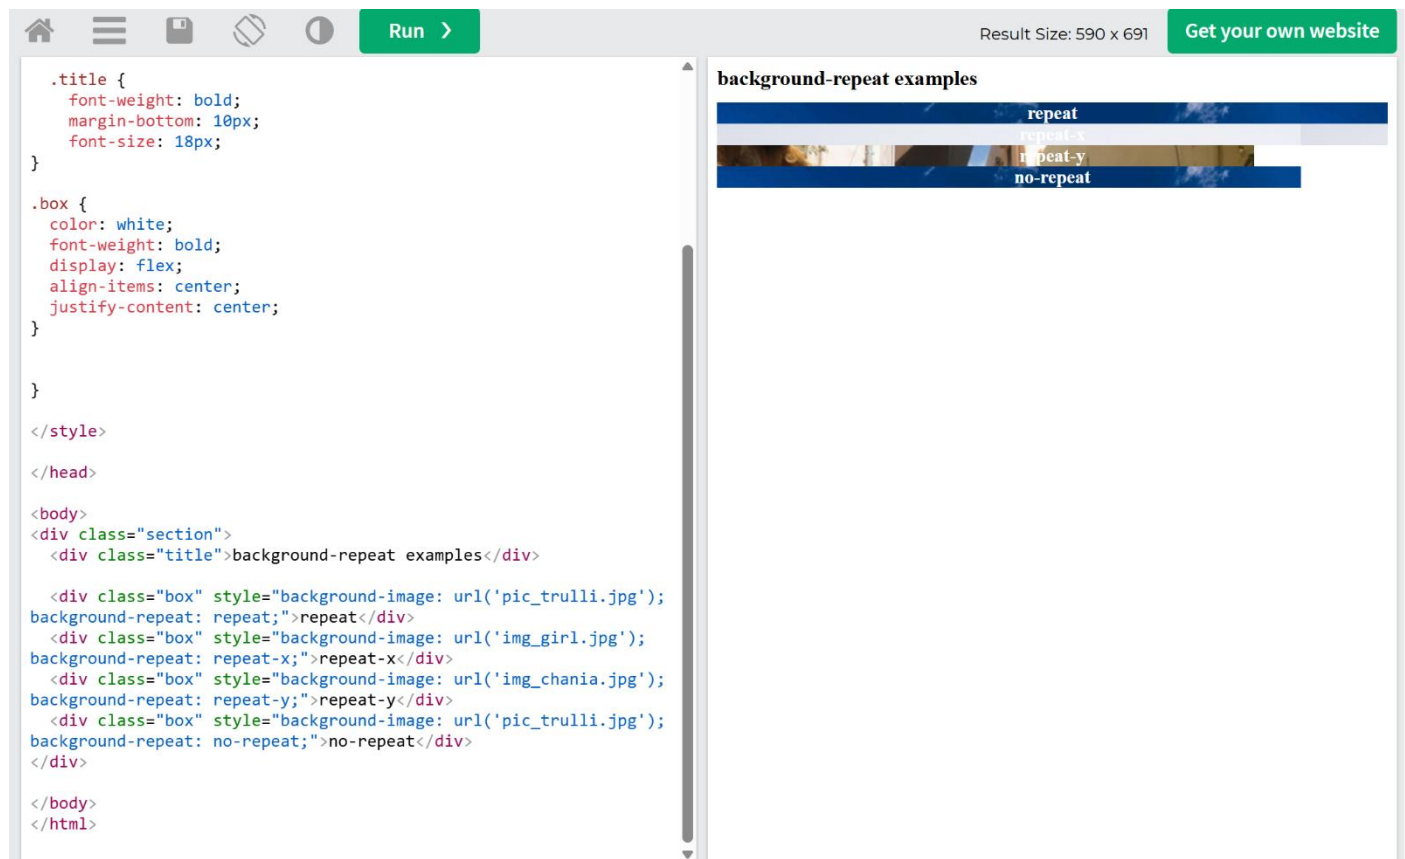 Run ❯
Result Size: 590 x 691
Get your own website
.title {
font-weight: bold;
margin-bottom: 10px;
font-size: 18px;
}
.box {
color: white;
font-weight: bold;
display: flex;
align-items: center;
justify-content: center;
}
}
</style>
</head>
<body>
<div class="section">
<div class="title">background-repeat examples</div>
<div class="box" style="background-image: url('pic_trulli.jpg');
background-repeat: repeat;">repeat</div>
<div class="box" style="background-image: url('img_girl.jpg');
background-repeat: repeat-x;">repeat-x</div>
<div class="box" style="background-image: url('img_chania.jpg');
background-repeat: repeat-y;">repeat-y</div>
<div class="box" style="background-image: url('pic_trulli.jpg');
background-repeat: no-repeat;">no-repeat</div>
</div>
</body>
</html>
background-repeat examples
repeat
repeat-x
repeat-y
no-repeat